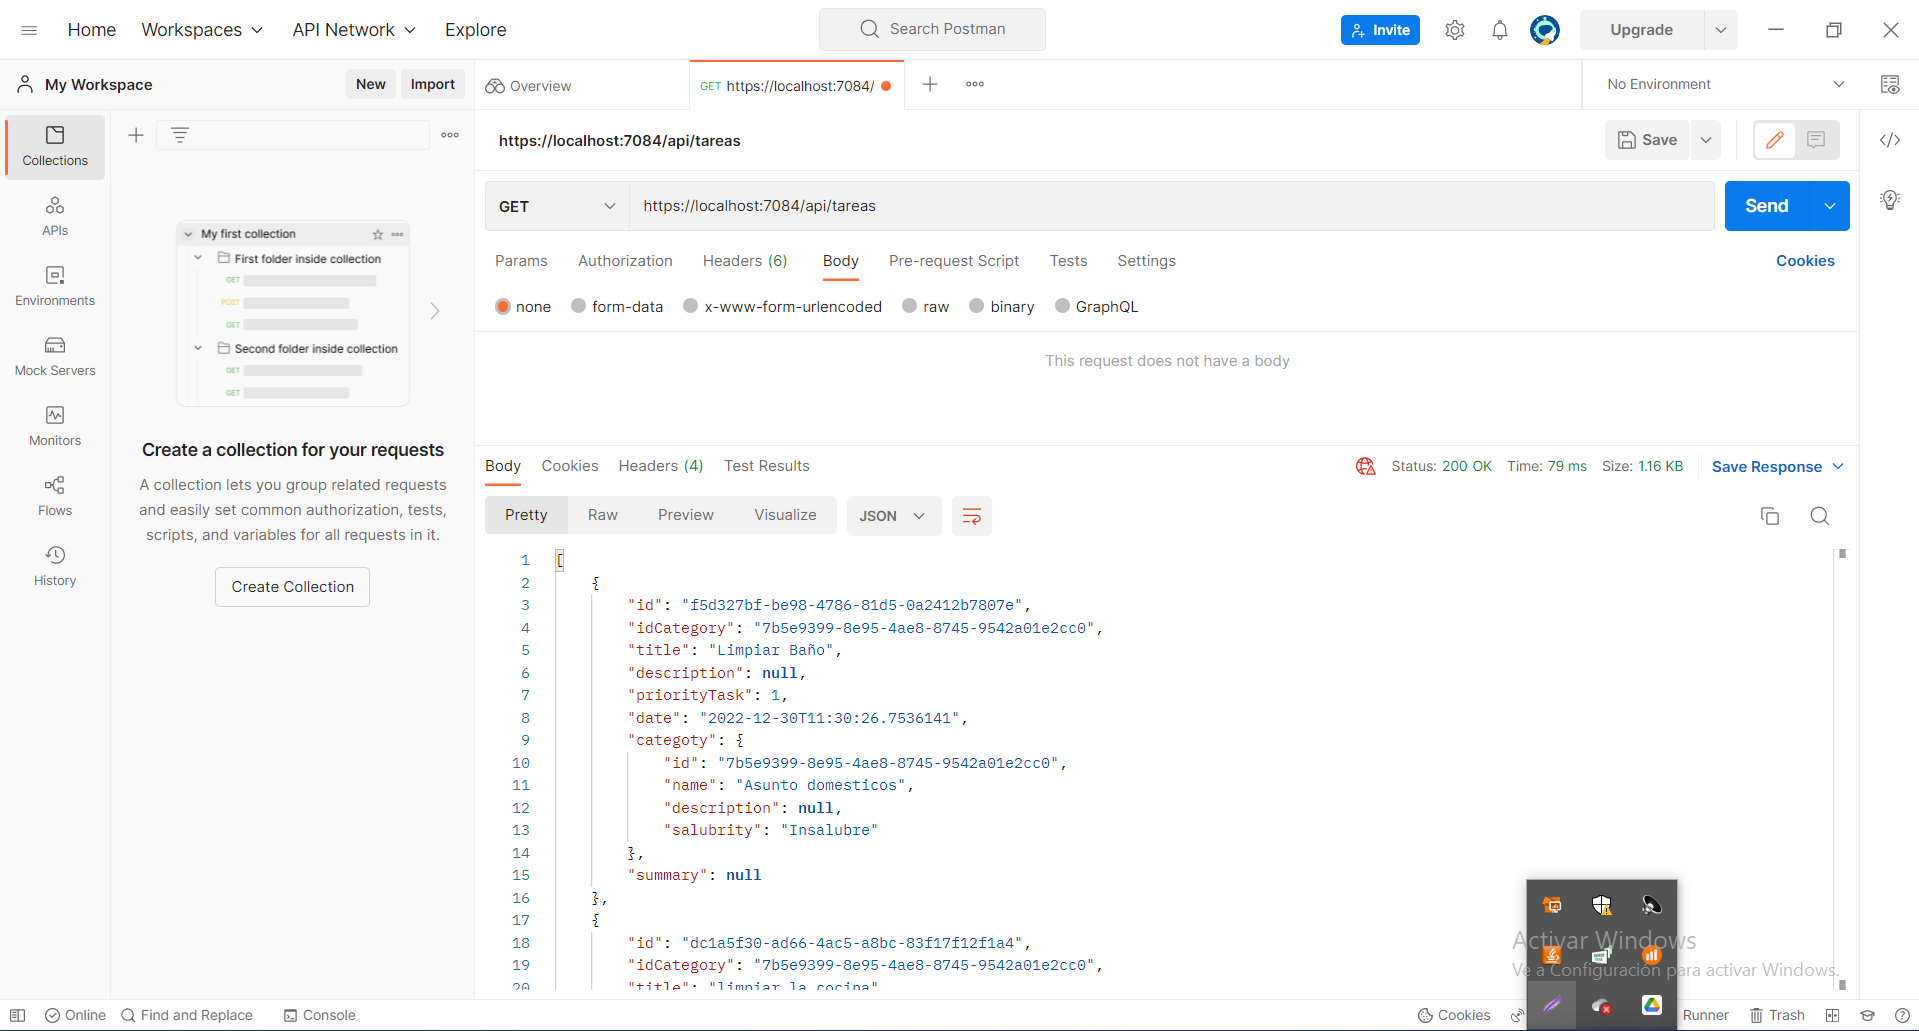 Home Workspaces API Network Explore Search Postman Invite Upgrade
My Workspace New Import Overview GET https://localhost:7084/ No Environment
Collections
APIs
Environments
Mock Servers
Monitors
Flows
History
My first collection
First folder inside collection
GET
POST
GET
Second folder inside collection
GET
GET
Create a collection for your requests
A collection lets you group related requests
and easily set common authorization, tests,
scripts, and variables for all requests in it.
Create Collection
https://localhost:7084/api/tareas Save
GET https://localhost:7084/api/tareas Send
Params Authorization Headers (6) Body Pre-request Script Tests Settings Cookies
none form-data x-www-form-urlencoded raw binary GraphQL
This request does not have a body
Body Cookies Headers (4) Test Results Status: 200 OK Time: 79 ms Size: 1.16 KB Save Response
Pretty Raw Preview Visualize JSON
1 [
2 {
3 "id": "f5d327bf-be98-4786-81d5-0a2412b7807e",
4 "idCategory": "7b5e9399-8e95-4ae8-8745-9542a01e2cc0",
5 "title": "Limpiar Baño",
6 "description": null,
7 "priorityTask": 1,
8 "date": "2022-12-30T11:30:26.7536141",
9 "categoty": {
10 "id": "7b5e9399-8e95-4ae8-8745-9542a01e2cc0",
11 "name": "Asunto domesticos",
12 "description": null,
13 "salubrity": "Insalubre"
14 },
15 "summary": null
16 },
17 {
18 "id": "dc1a5f30-ad66-4ac5-a8bc-83f17f12f1a4",
19 "idCategory": "7b5e9399-8e95-4ae8-8745-9542a01e2cc0",
20 "title": "limpiar la cocina"
Activar Windows
Ve a Configuración para activar Windows.
Online Find and Replace Console Cookies Runner Trash